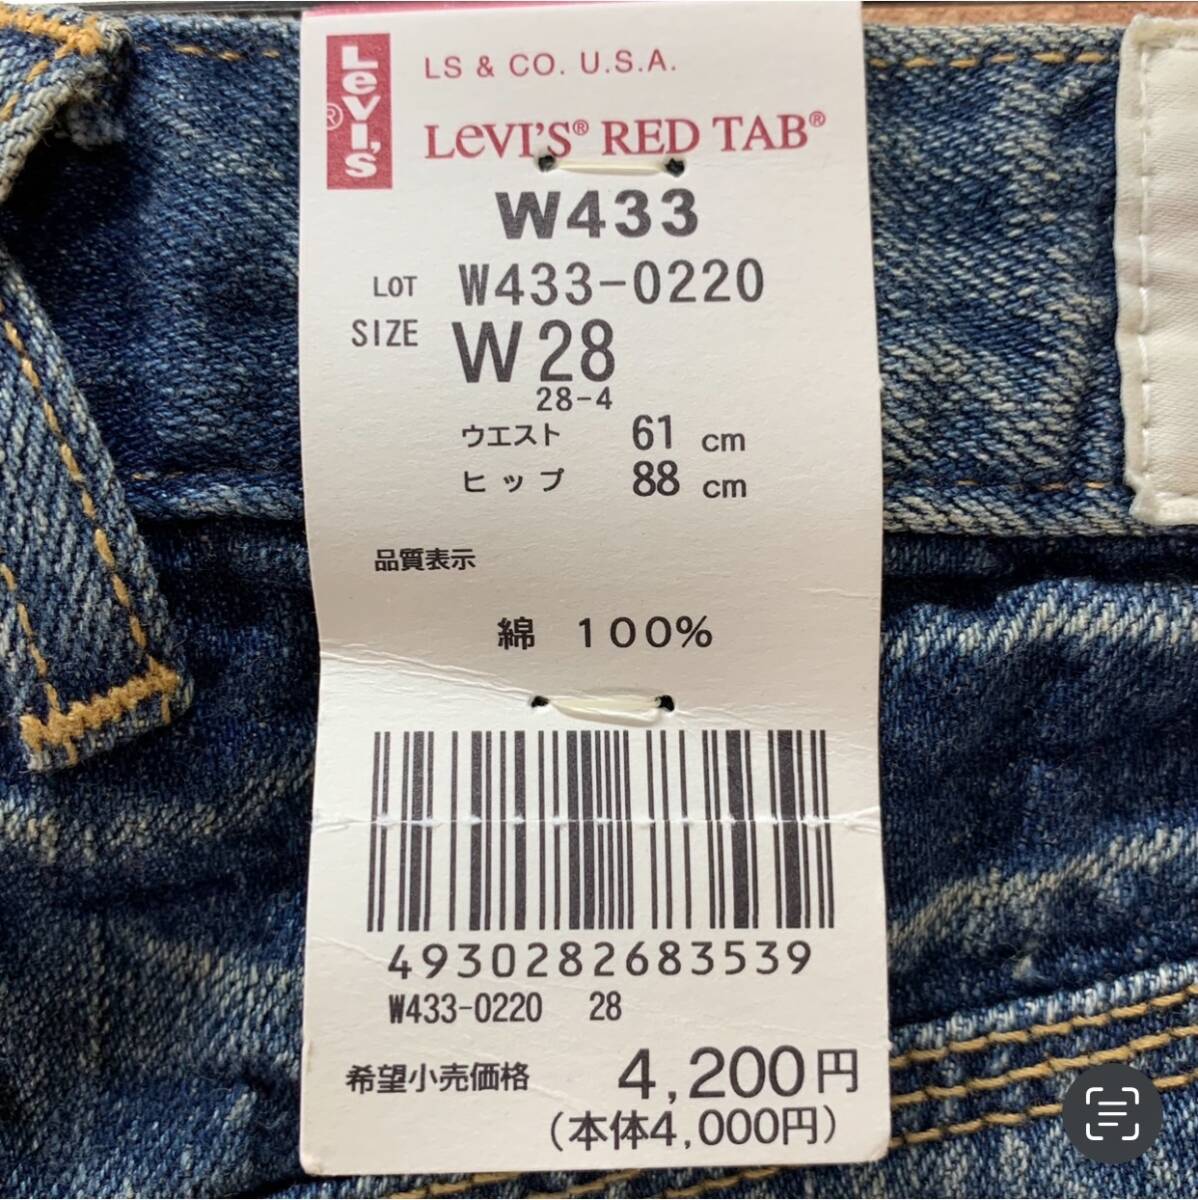 LEVI'S®
LS & CO. U.S.A.
LEVI'S® RED TAB®
W433
LOT W433-0220
SIZE W28
28-4
ウエスト 61 cm
ヒップ 88 cm
品質表示
綿 100%
4930282683539
W433-0220 28
希望小売価格 4,200円
(本体4,000円)